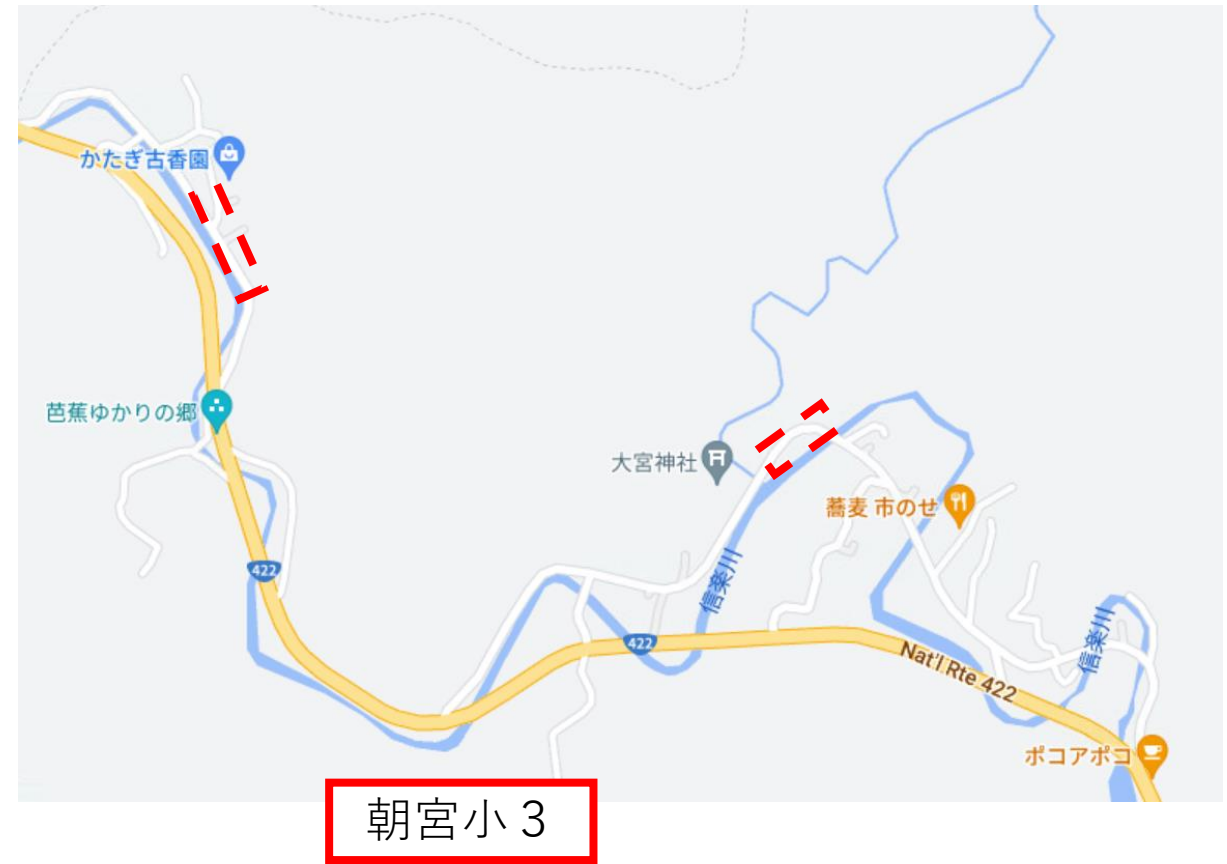 かたぎ古香園
芭蕉ゆかりの郷
大宮神社
蕎麦 市のせ
422
信楽川
422
信楽川
Nat'l Rte 422
ポコアポコ
朝宮小3